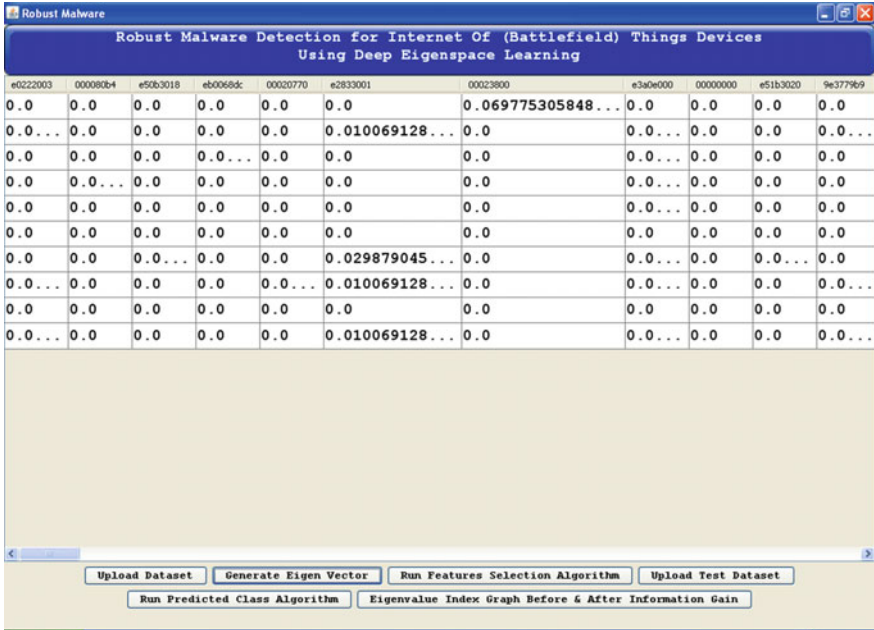 Robust Malware
Robust Malware Detection for Internet Of (Battlefield) Things Devices
Using Deep Eigenspace Learning
e0222003 000080b4 e50b3018 eb0068dc 00020770 e2833001 00023800 e3a0e000 00000000 e51b3020 9e3779b9
0.0 0.0 0.0 0.0 0.0 0.0 0.069775305848... 0.0 0.0 0.0 0.0
0.0... 0.0 0.0 0.0 0.0 0.010069128... 0.0 0.0... 0.0 0.0 0.0...
0.0 0.0 0.0 0.0... 0.0 0.0 0.0 0.0... 0.0 0.0 0.0
0.0 0.0... 0.0 0.0 0.0 0.0 0.0 0.0... 0.0 0.0 0.0
0.0 0.0 0.0 0.0 0.0 0.0 0.0 0.0... 0.0 0.0 0.0
0.0 0.0 0.0 0.0 0.0 0.0 0.0 0.0 0.0 0.0 0.0
0.0 0.0 0.0... 0.0 0.0 0.029879045... 0.0 0.0... 0.0 0.0... 0.0
0.0... 0.0 0.0 0.0 0.0... 0.010069128... 0.0 0.0... 0.0 0.0 0.0...
0.0 0.0 0.0 0.0 0.0 0.0 0.0 0.0 0.0 0.0 0.0
0.0... 0.0 0.0 0.0 0.0 0.010069128... 0.0 0.0... 0.0 0.0 0.0...
Upload Dataset Generate Eigen Vector Run Features Selection Algorithm Upload Test Dataset
Run Predicted Class Algorithm Eigenvalue Index Graph Before & After Information Gain